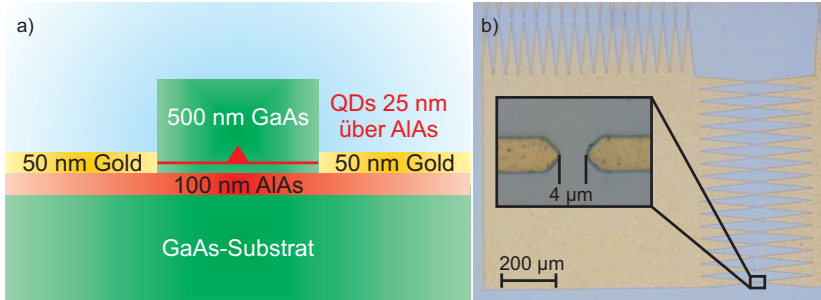 a)
500 nm GaAs
QDs 25 nm
über AlAs
50 nm Gold
50 nm Gold
100 nm AlAs
GaAs-Substrat
b)
4 µm
200 µm